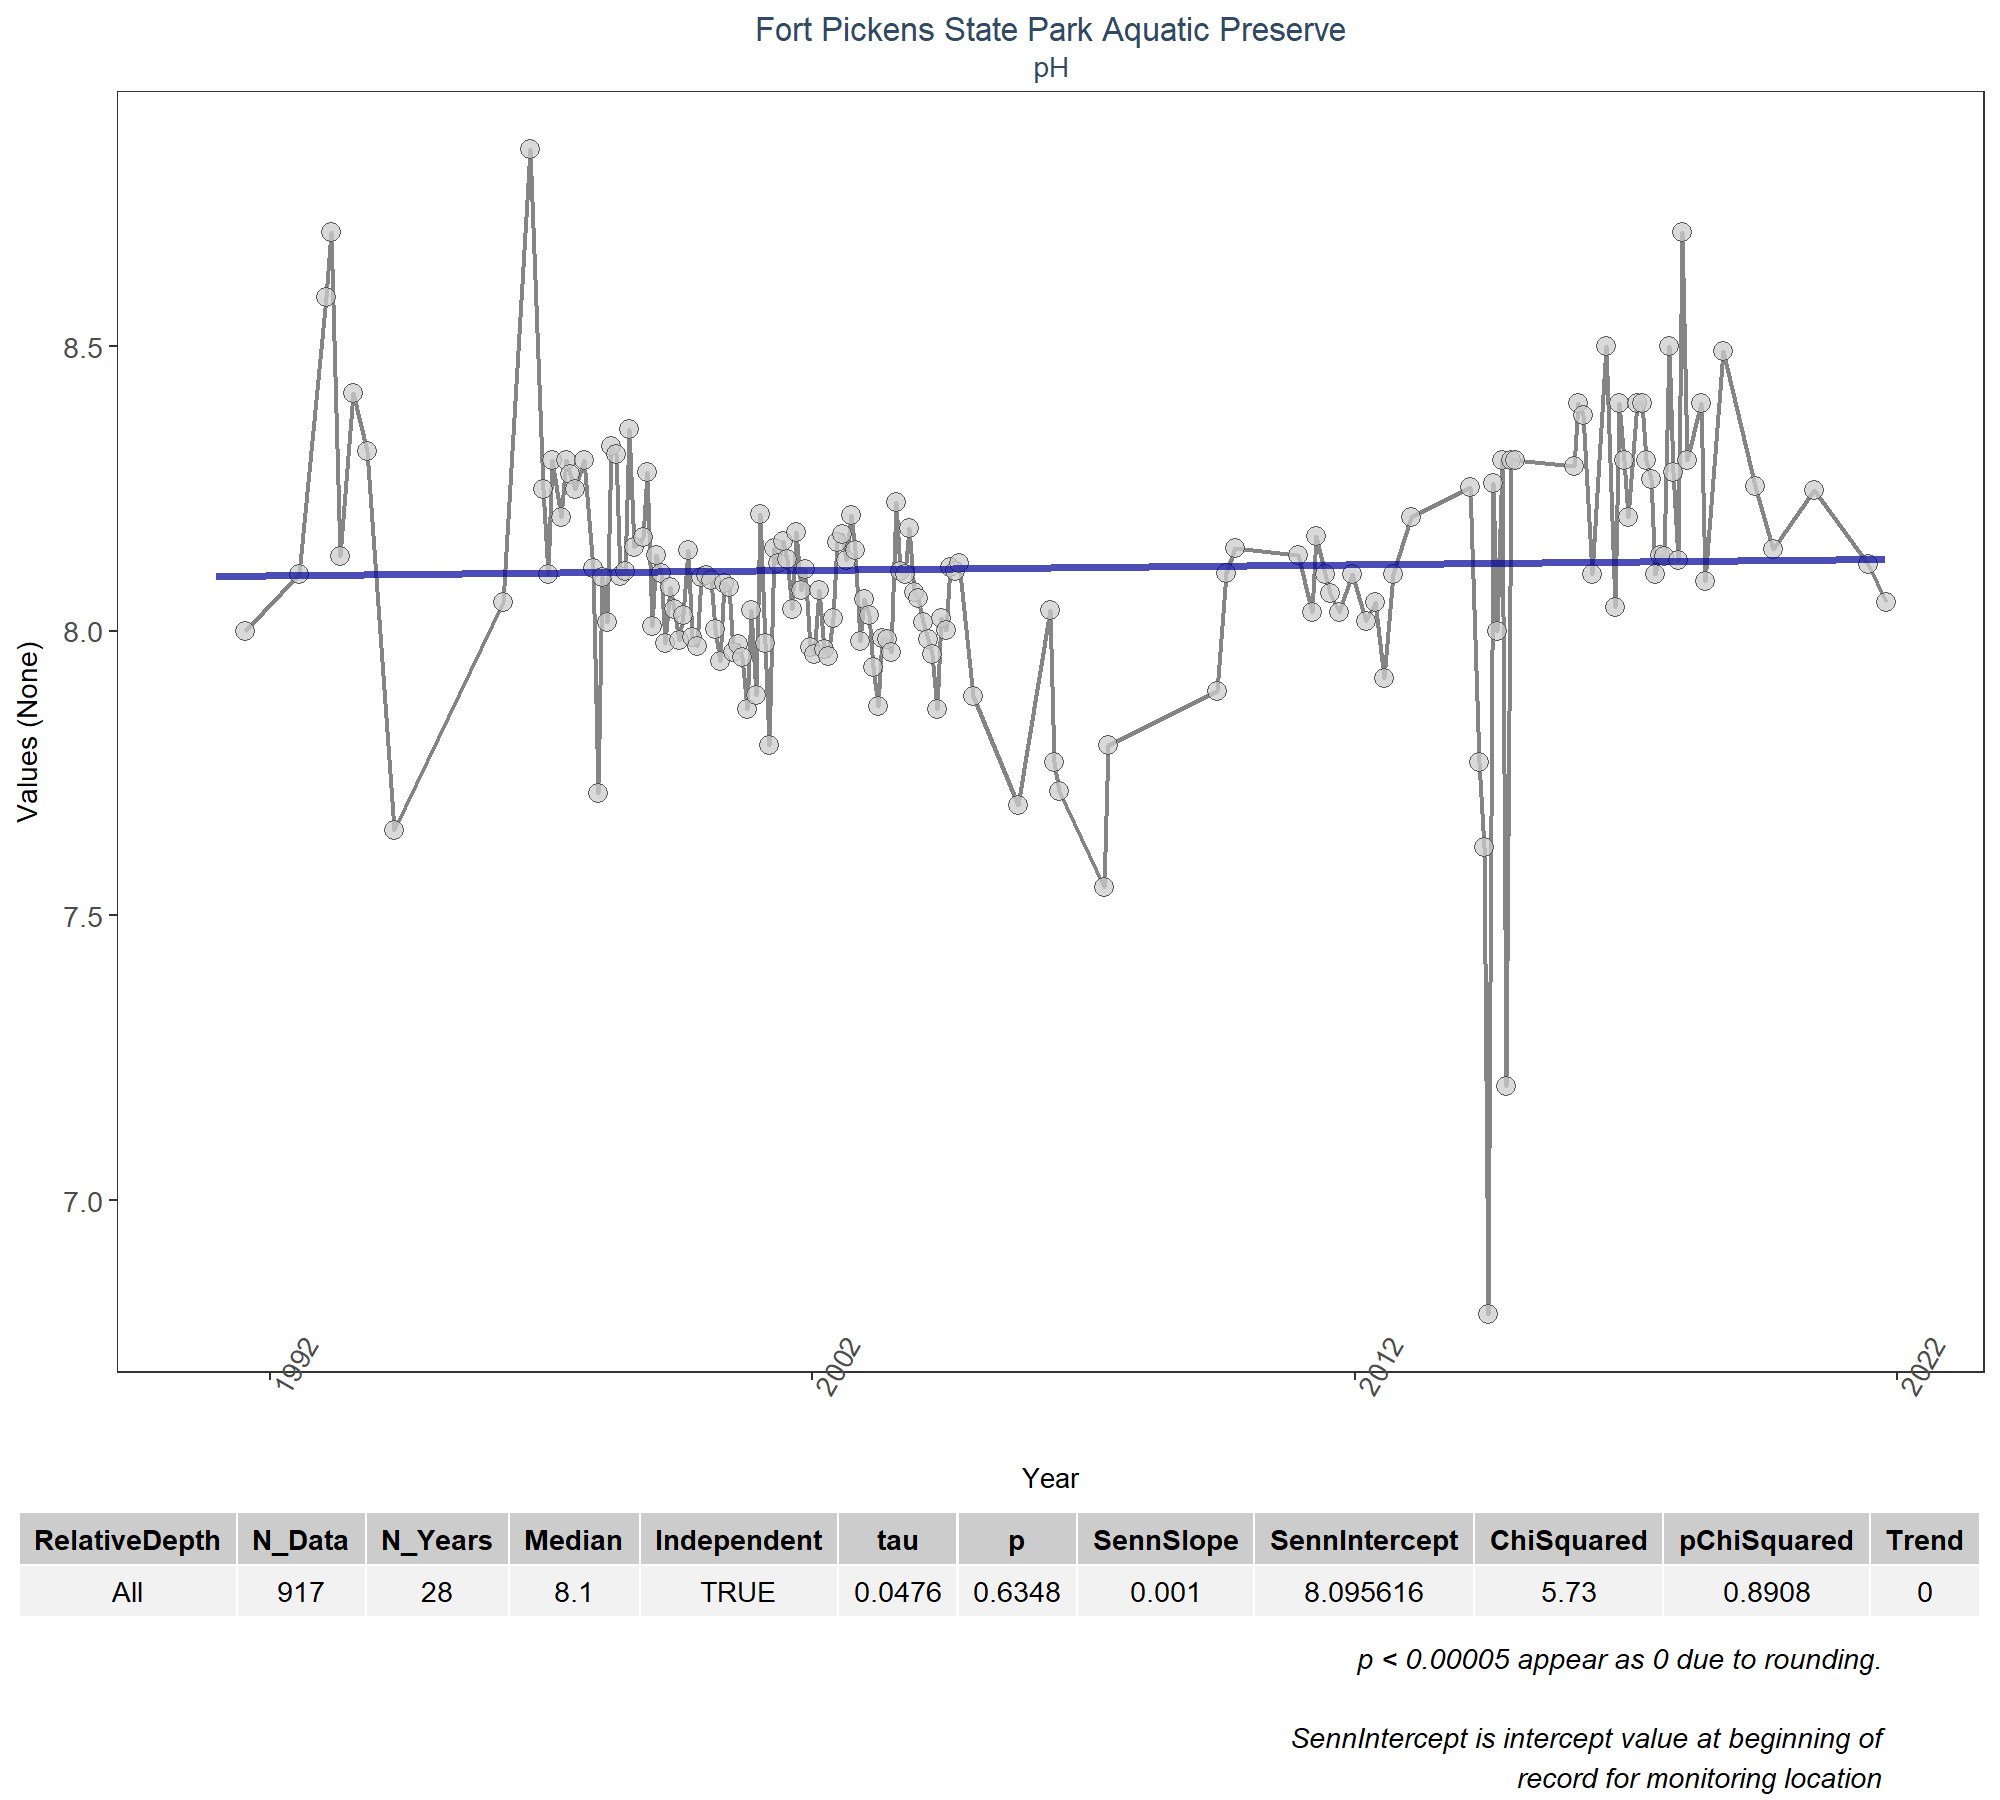 Fort Pickens State Park Aquatic Preserve
pH
Values (None)
8.5
8.0
7.5
7.0
1992 2002 2012 2022
Year
RelativeDepth N_Data N_Years Median Independent tau p SennSlope SennIntercept ChiSquared pChiSquared Trend
All 917 28 8.1 TRUE 0.0476 0.6348 0.001 8.095616 5.73 0.8908 0
p < 0.00005 appear as 0 due to rounding.
SennIntercept is intercept value at beginning of
record for monitoring location